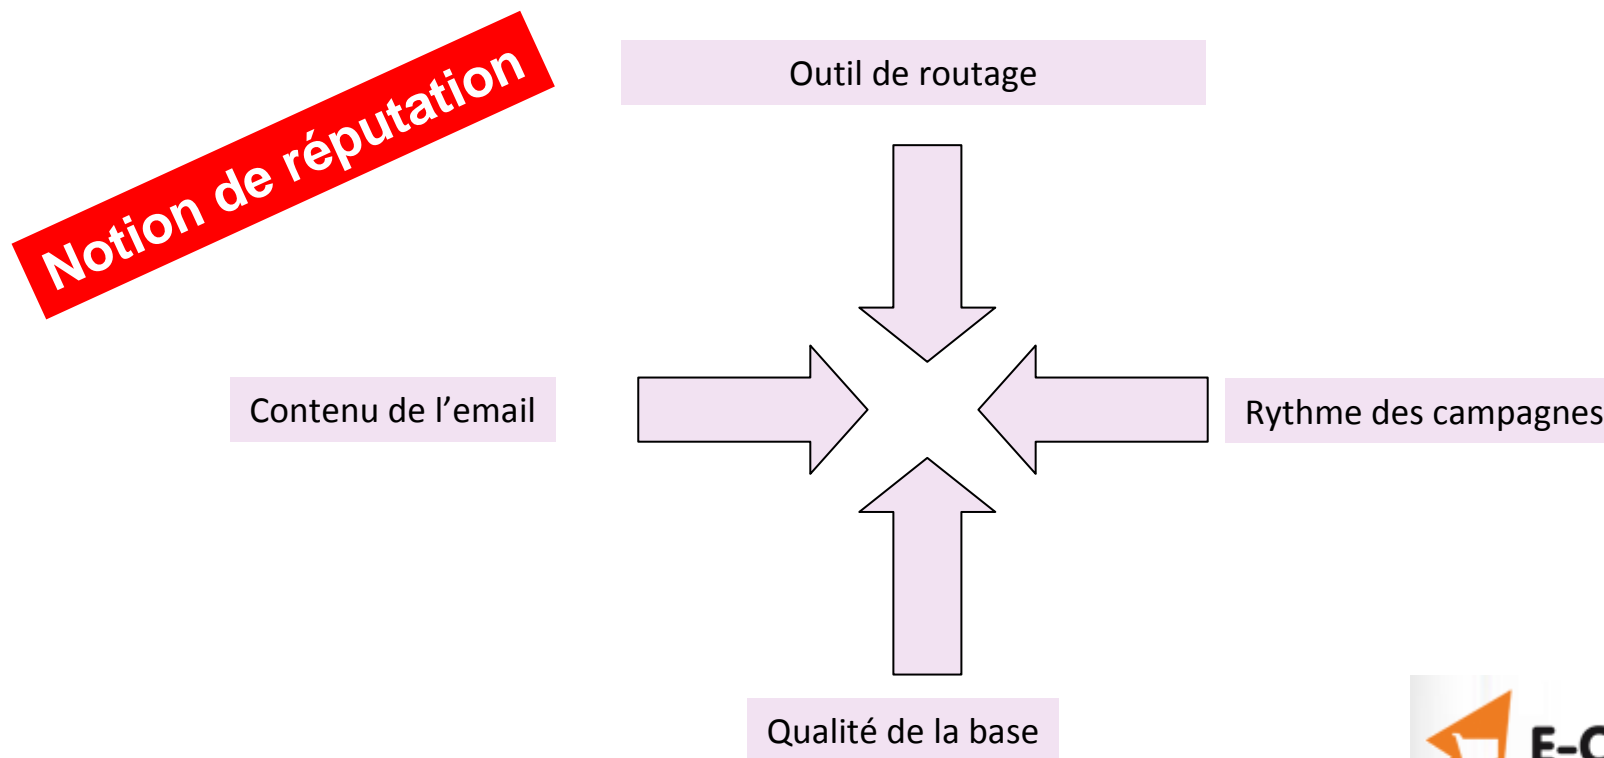 Notion de réputation
Outil de routage
Contenu de l’email
Rythme des campagnes
Qualité de la base
E-C